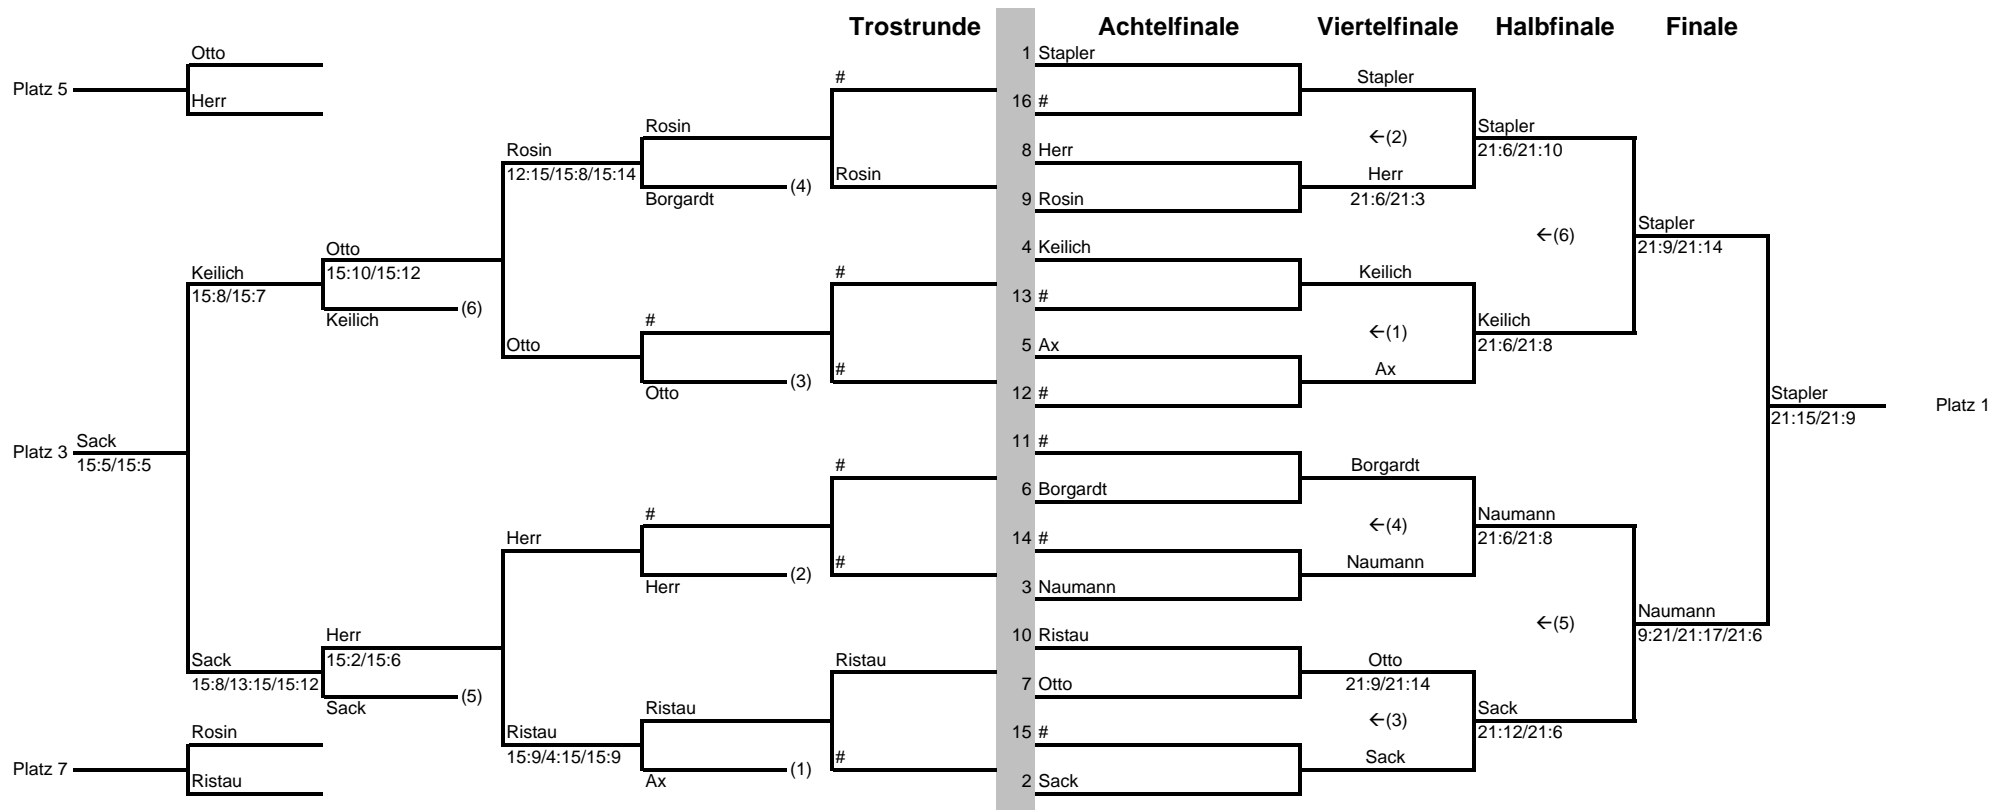 Trostrunde Achtelfinale Viertelfinale Halbfinale Finale
Otto 1 Stapler
# Stapler
Platz 5
Herr 16 #
Rosin Stapler
←(2)
Rosin 8 Herr 21:6/21:10
12:15/15:8/15:14 Rosin Herr
(4)
Borgardt 9 Rosin 21:6/21:3
Stapler
←(6)
Otto 4 Keilich 21:9/21:14
Keilich 15:10/15:12 # Keilich
15:8/15:7 13 #
(6)
Keilich # Keilich
←(1)
Otto 5 Ax 21:6/21:8
# Ax
(3)
Otto 12 # Stapler
Platz 1
21:15/21:9
Sack 11 #
Platz 3
15:5/15:5 # Borgardt
6 Borgardt
# Naumann
←(4)
Herr 14 # 21:6/21:8
# Naumann
(2)
Herr 3 Naumann
Naumann
←(5)
Herr 10 Ristau 9:21/21:17/21:6
Sack 15:2/15:6 Ristau Otto
15:8/13:15/15:12 7 Otto 21:9/21:14
(5)
Sack Ristau Sack
←(3)
Rosin Ristau 15 # 21:12/21:6
15:9/4:15/15:9 # Sack
Platz 7 (1)
Ristau Ax 2 Sack